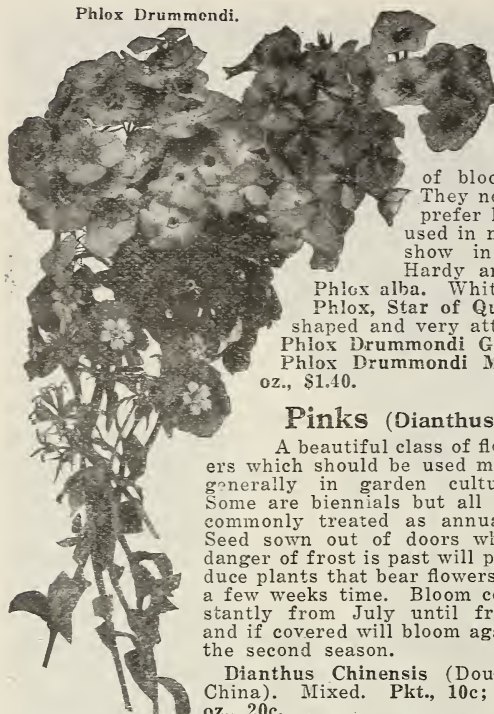 Phlox Drummondi.
of bloo
They ne
prefer l
used in m
show in
Hardy an
Phlox alba. Whit
Phlox, Star of Qu
shaped and very att
Phlox Drummondi G
Phlox Drummondi M
oz., $1.40.
Pinks (Dianthus
A beautiful class of flo
ers which should be used m
generally in garden cultu
Some are biennials but all
commonly treated as annua
Seed sown out of doors wh
danger of frost is past will p
duce plants that bear flowers
a few weeks time. Bloom co
stantly from July until fr
and if covered will bloom aga
the second season.
Dianthus Chinensis (Dou
China). Mixed. Pkt., 10c;
oz., 20c.